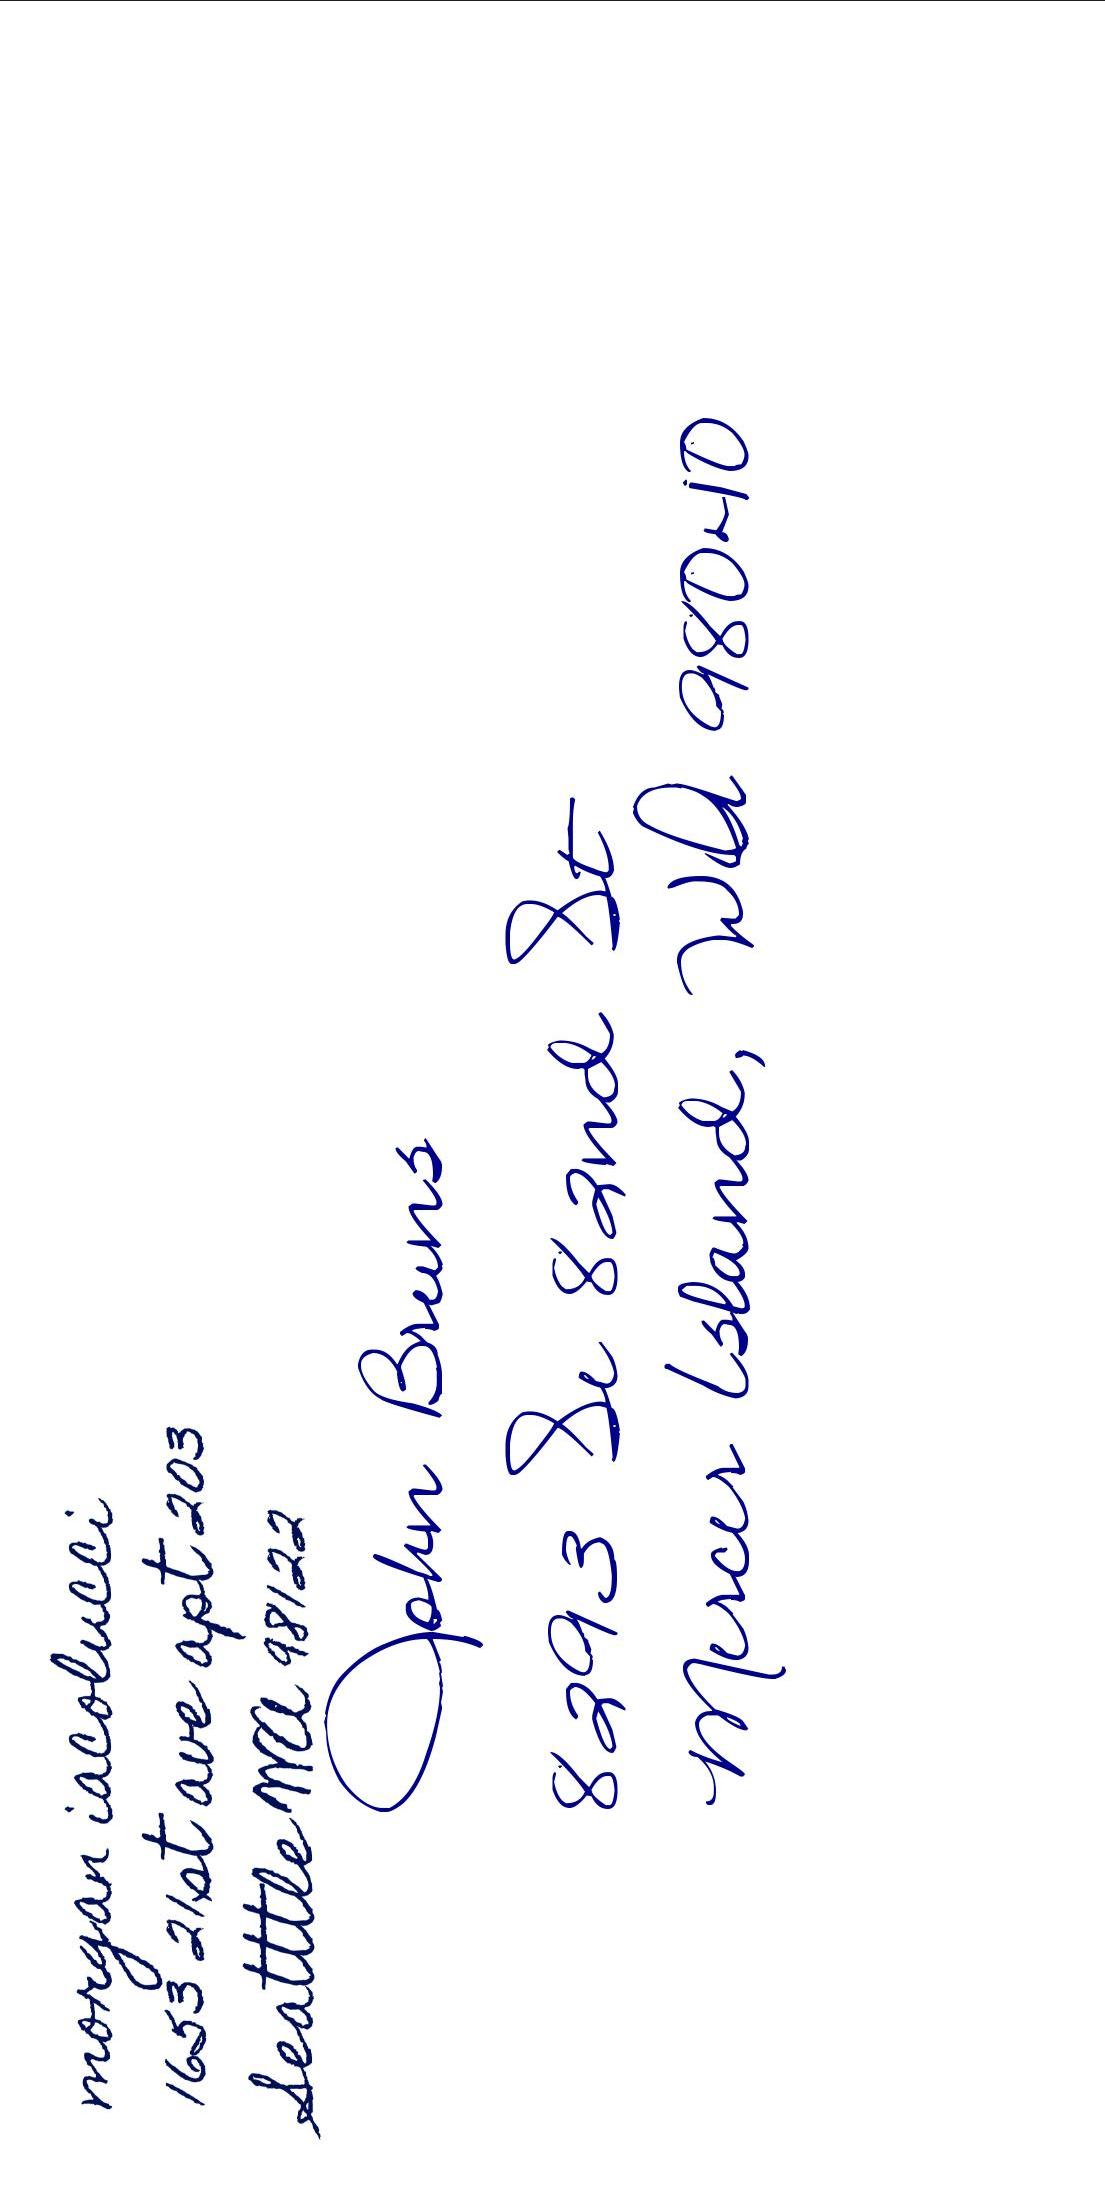 morgan iacolucci
1653 21st ave apt 203
Seatttle Wa 98122
John Bruns
8293 Se 82nd St
Mercer Island, WA 98040